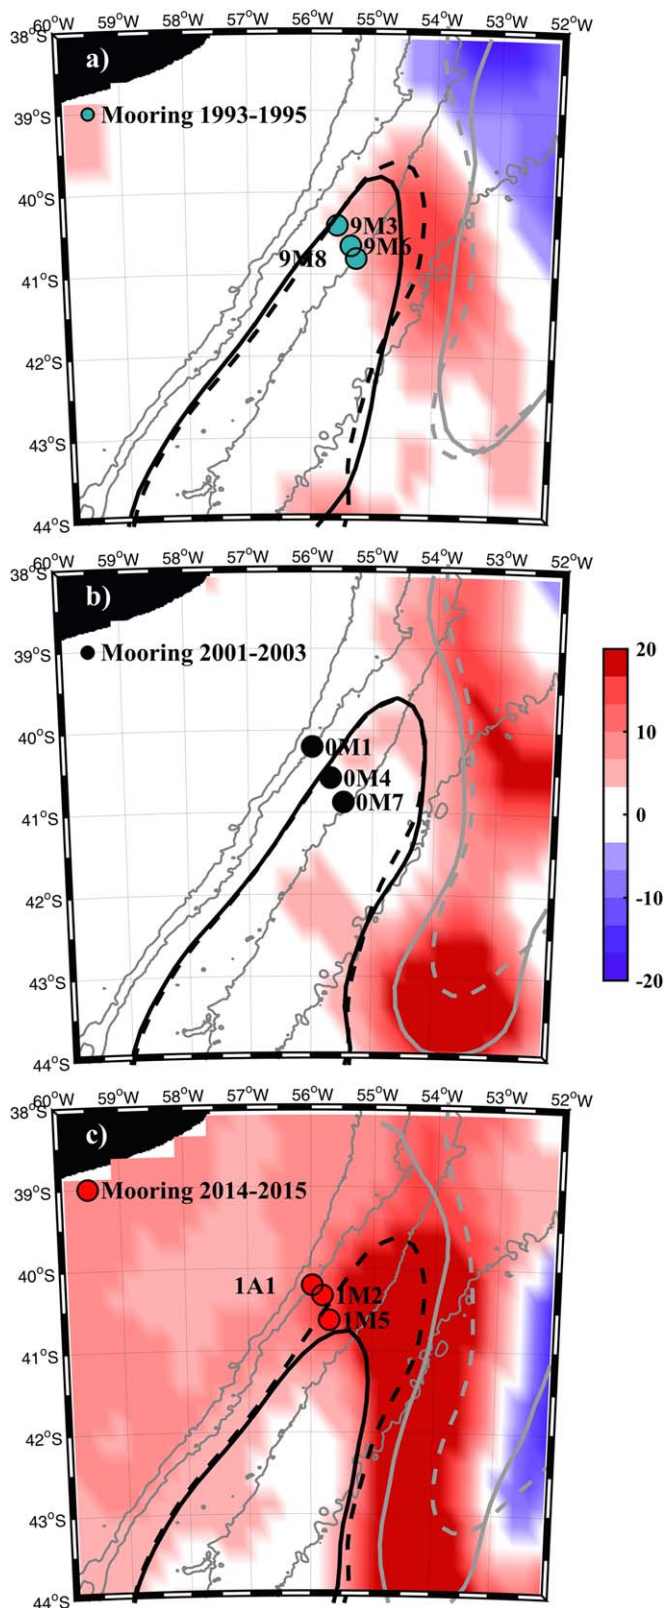 60°W 59°W 58°W 57°W 56°W 55°W 54°W 53°W 52°W
38°S
a)
39°S
Mooring 1993-1995
40°S
9M3
9M6
9M8
41°S
42°S
43°S
44°S
60°W 59°W 58°W 57°W 56°W 55°W 54°W 53°W 52°W
38°S
b)
39°S
Mooring 2001-2003
40°S
0M1
0M4
0M7
41°S
42°S
43°S
44°S
20
10
0
-10
-20
60°W 59°W 58°W 57°W 56°W 55°W 54°W 53°W 52°W
38°S
c)
39°S
Mooring 2014-2015
40°S
1A1
1M2
1M5
41°S
42°S
43°S
44°S